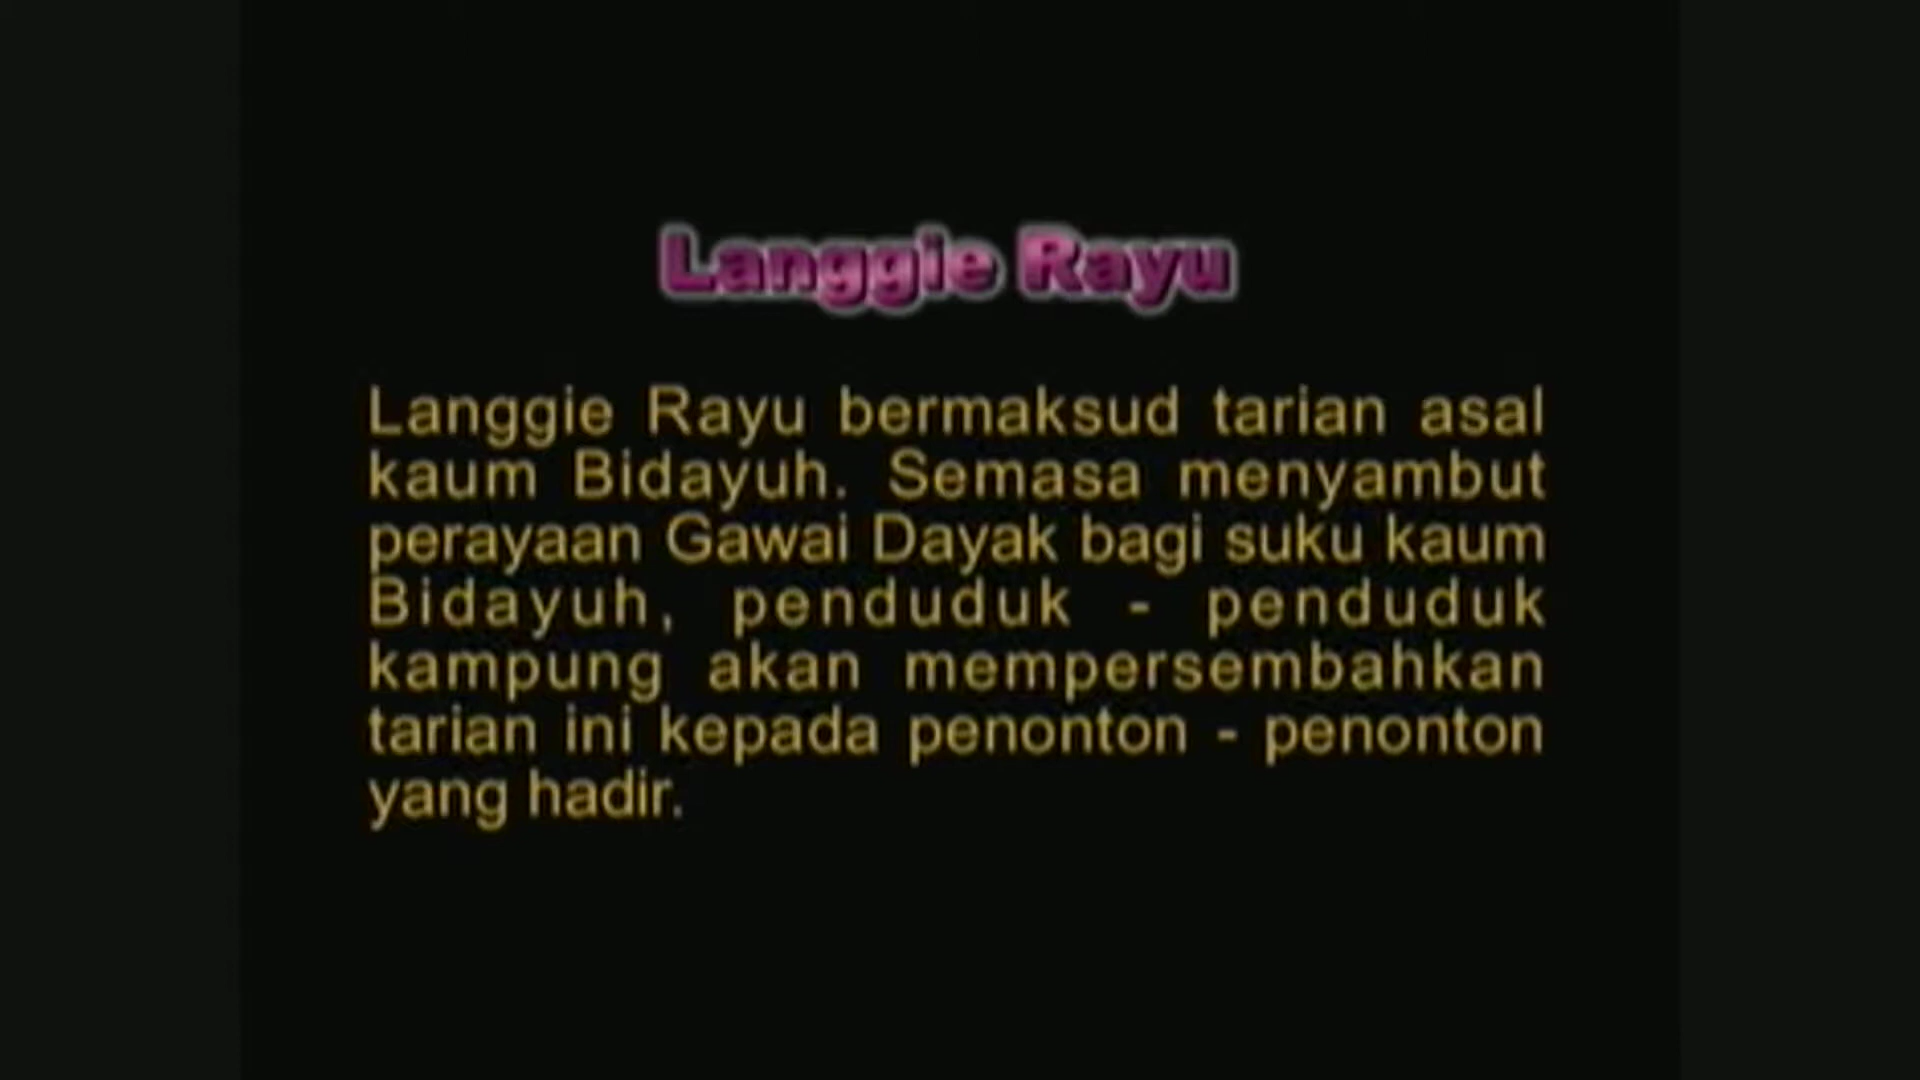 Langgie Rayu
Langgie Rayu bermaksud tarian asal
kaum Bidayuh. Semasa menyambut
perayaan Gawai Dayak bagi suku kaum
Bidayuh, penduduk - penduduk
kampung akan mempersembahkan
tarian ini kepada penonton - penonton
yang hadir.